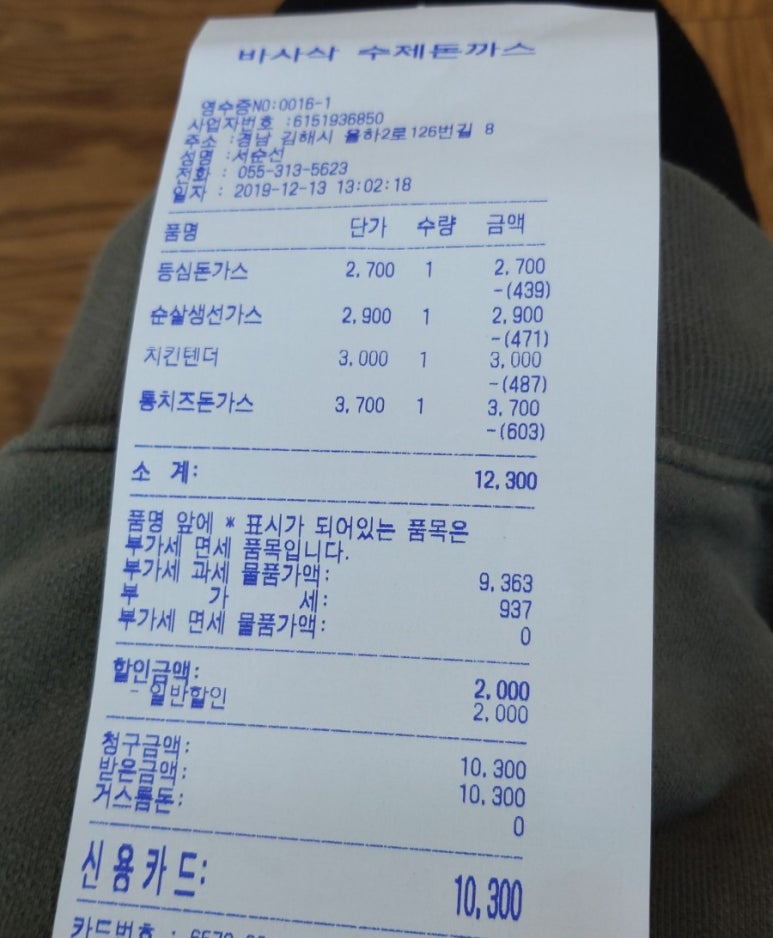 바사삭 수제돈까스
영수증NO:0016-1
사업자번호 :6151936850
주소 :경남 김해시 율하2로126번길 8
성명 :서순선
전화 : 055-313-5623
일자 : 2019-12-13 13:02:18
품명 단가 수량 금액
등심돈가스 2,700 1 2,700
-(439)
순살생선가스 2,900 1 2,900
-(471)
치킨텐더 3,000 1 3,000
-(487)
통치즈돈가스 3,700 1 3,700
-(603)
소 계: 12,300
품명 앞에 * 표시가 되어있는 품목은
부가세 면세 품목입니다.
부가세 과세 물품가액: 9,363
부 가 세: 937
부가세 면세 물품가액: 0
할인금액: 2,000
- 일반할인 2,000
청구금액: 10,300
받은금액: 10,300
거스름돈: 0
신용카드: 10,300
카드번호 :